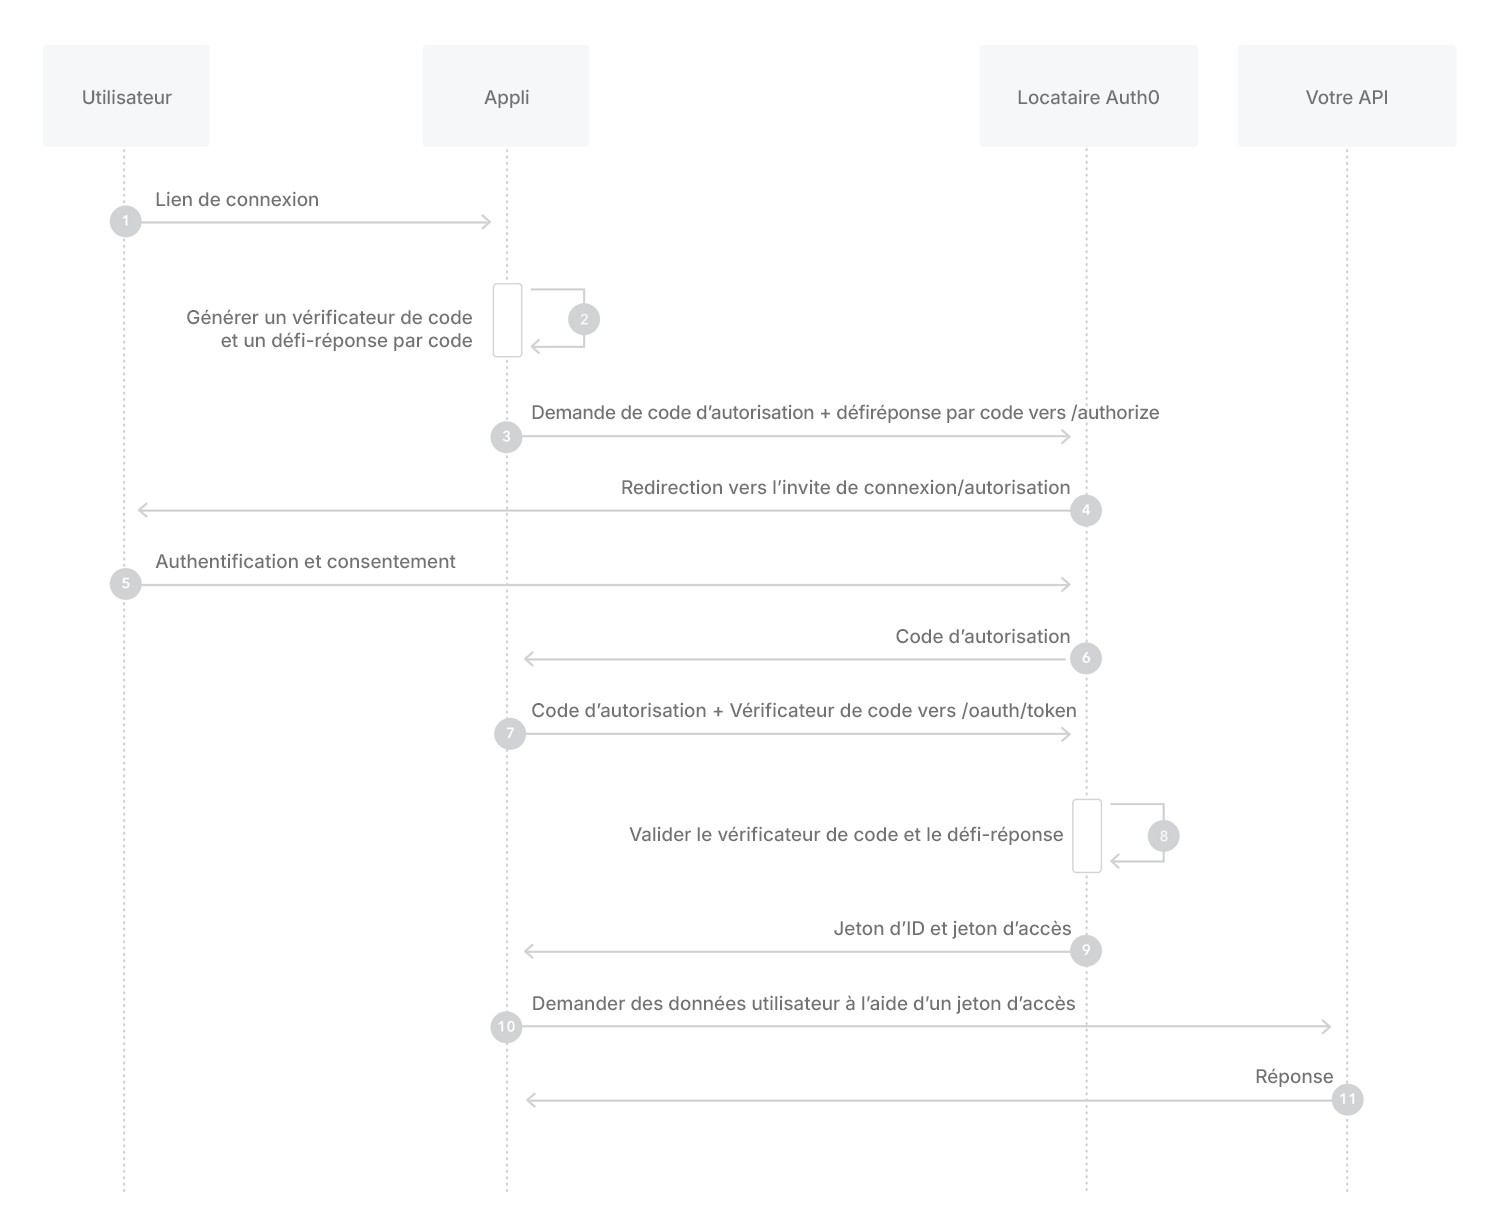 Utilisateur
Appli
Locataire Auth0
Votre API
Lien de connexion
1
Générer un vérificateur de code
et un défi-réponse par code
2
Demande de code d’autorisation + défiréponse par code vers /authorize
3
Redirection vers l’invite de connexion/autorisation
4
Authentification et consentement
5
Code d’autorisation
6
Code d’autorisation + Vérificateur de code vers /oauth/token
7
Valider le vérificateur de code et le défi-réponse
8
Jeton d’ID et jeton d’accès
9
Demander des données utilisateur à l’aide d’un jeton d’accès
10
Réponse
11